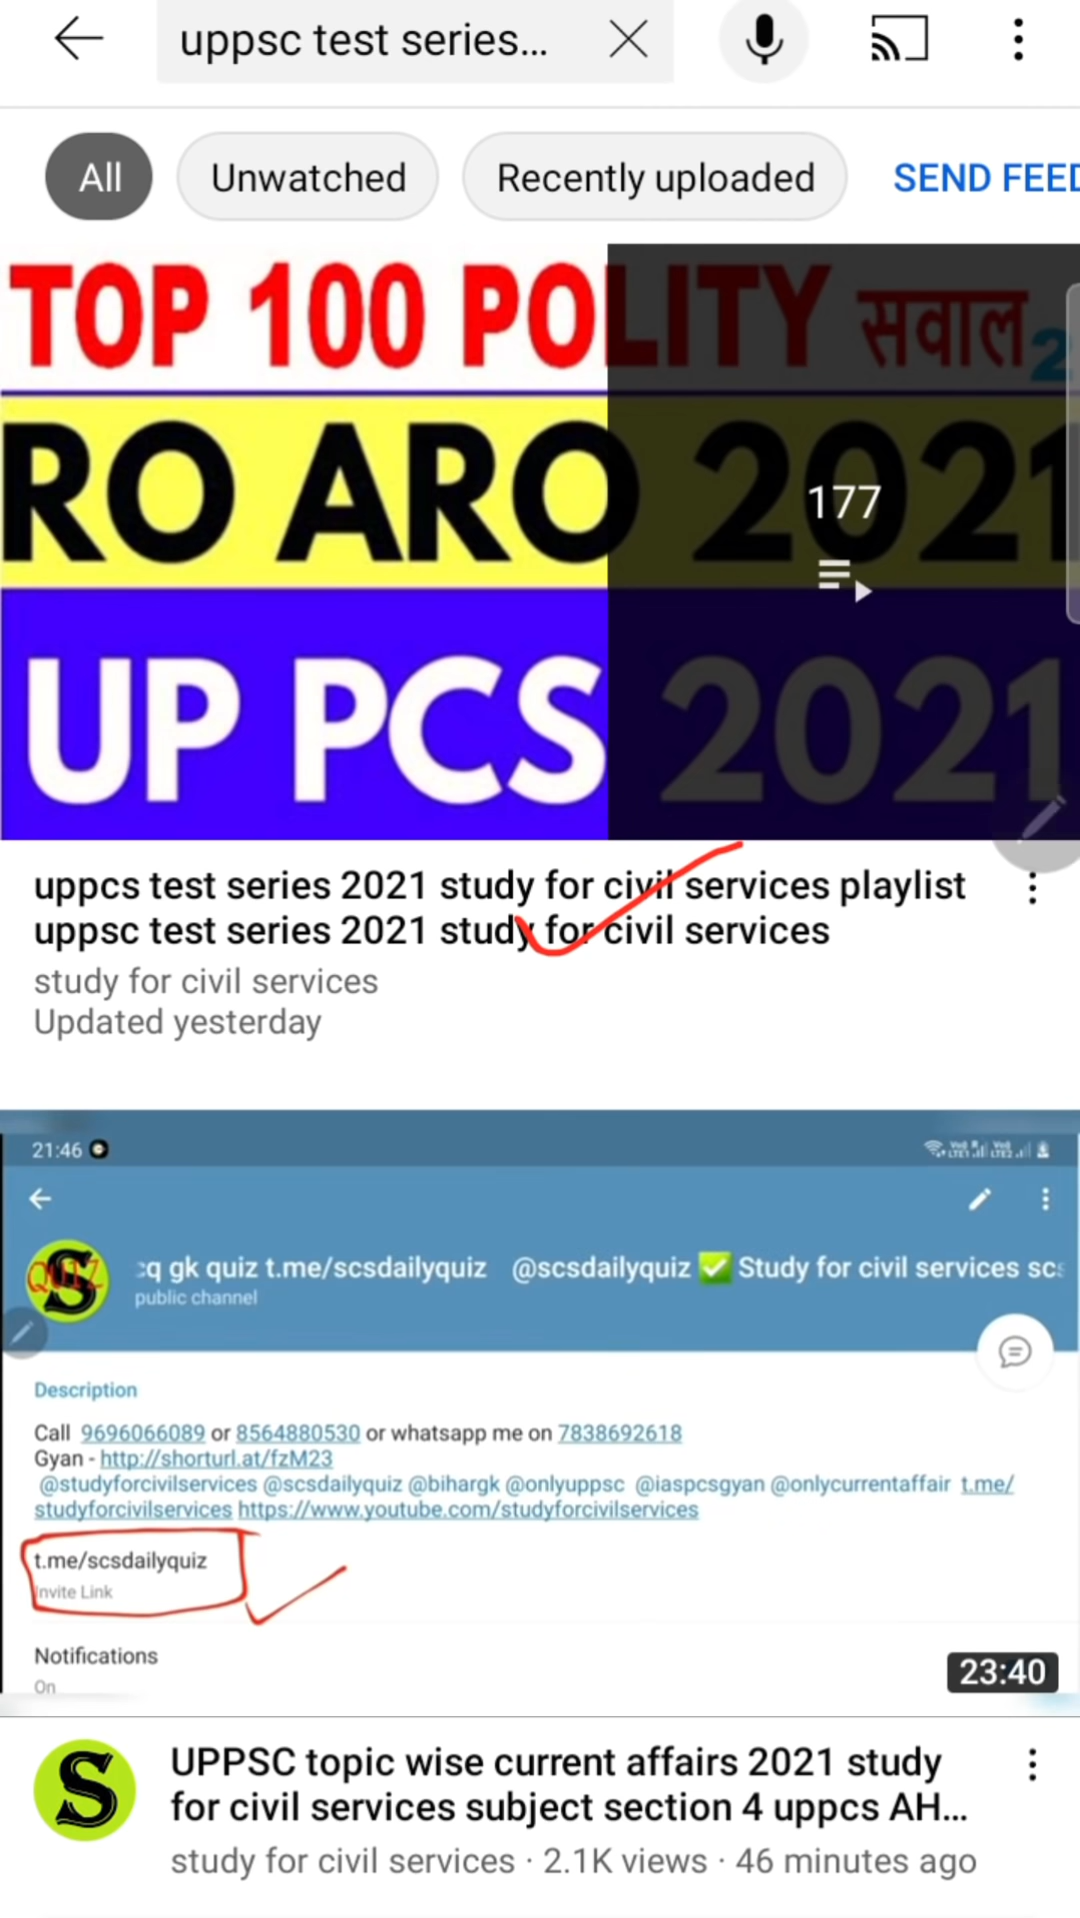 uppsc test series...
All
Unwatched
Recently uploaded
SEND FEED
TOP 100 POLITY सवाल 2
RO ARO 2021
177
UP PCS 2021
uppcs test series 2021 study for civil services playlist
uppsc test series 2021 study for civil services
study for civil services
Updated yesterday
21:46
QUIZ S
cq gk quiz t.me/scsdailyquiz @scsdailyquiz ✅ Study for civil services scs
public channel
Description
Call 9696066089 or 8564880530 or whatsapp me on 7838692618
Gyan - http://shorturl.at/fzM23
@studyforcivilservices @scsdailyquiz @bihargk @onlyuppsc @iaspcsgyan @onlycurrentaffair t.me/
studyforcivilservices https://www.youtube.com/studyforcivilservices
t.me/scsdailyquiz
Invite Link
Notifications
On
23:40
S
UPPSC topic wise current affairs 2021 study
for civil services subject section 4 uppcs AH...
study for civil services · 2.1K views · 46 minutes ago